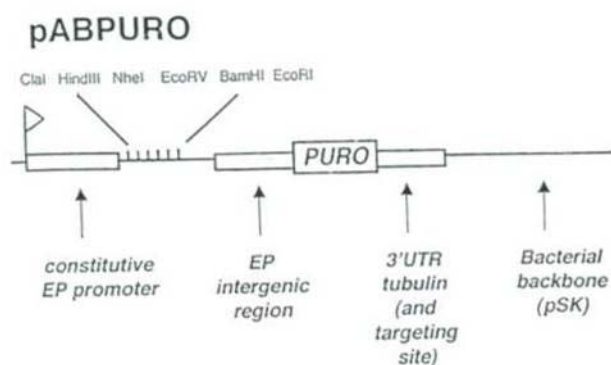 pABPURO
ClaI HindIII NheI EcoRV BamHI EcoRI
PURO
constitutive
EP promoter
EP
intergenic
region
3'UTR
tubulin
(and
targeting
site)
Bacterial
backbone
(pSK)